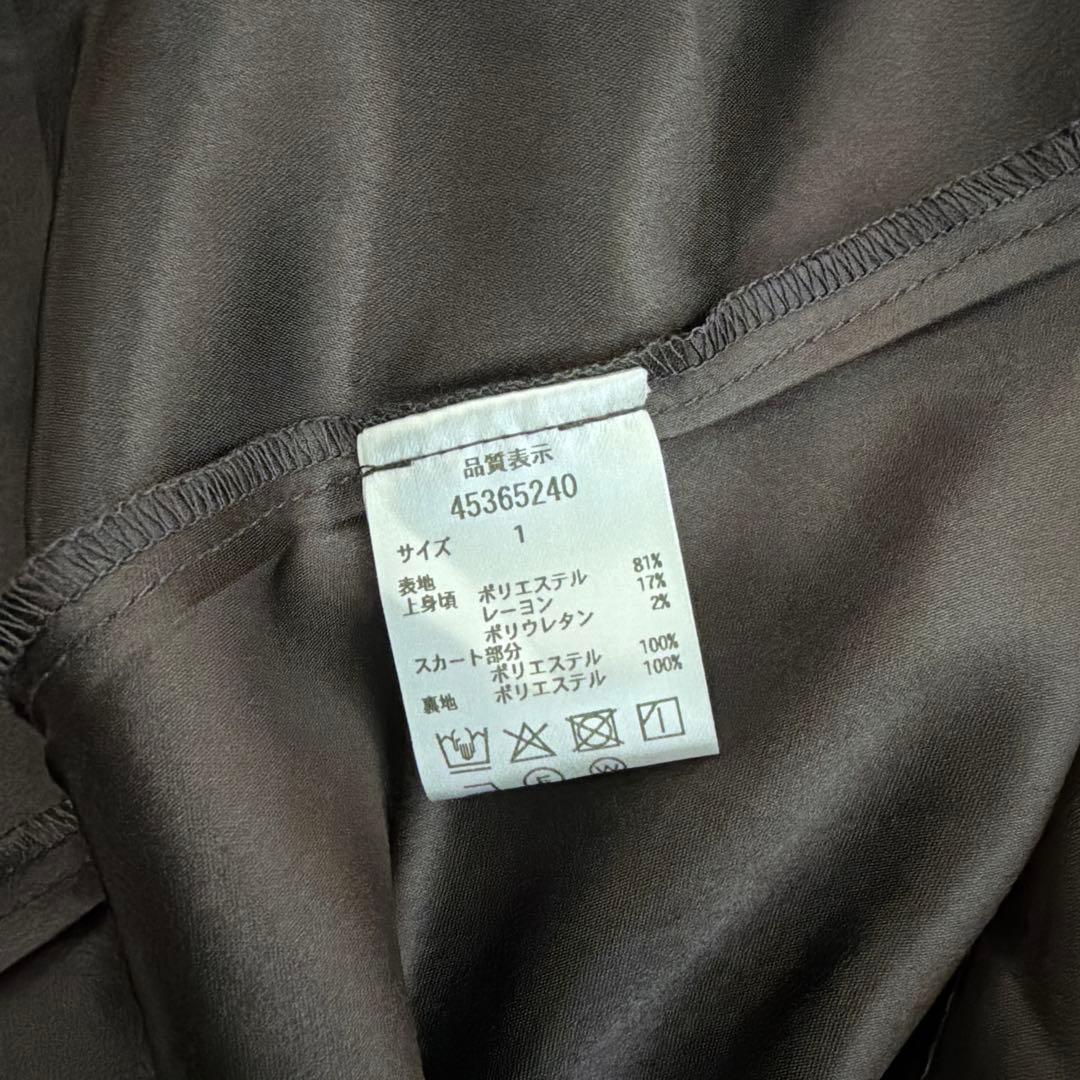 品質表示
45365240
サイズ 1
表地
上身頃 ポリエステル 81%
レーヨン 17%
ポリウレタン 2%
スカート部分
ポリエステル 100%
裏地 ポリエステル 100%